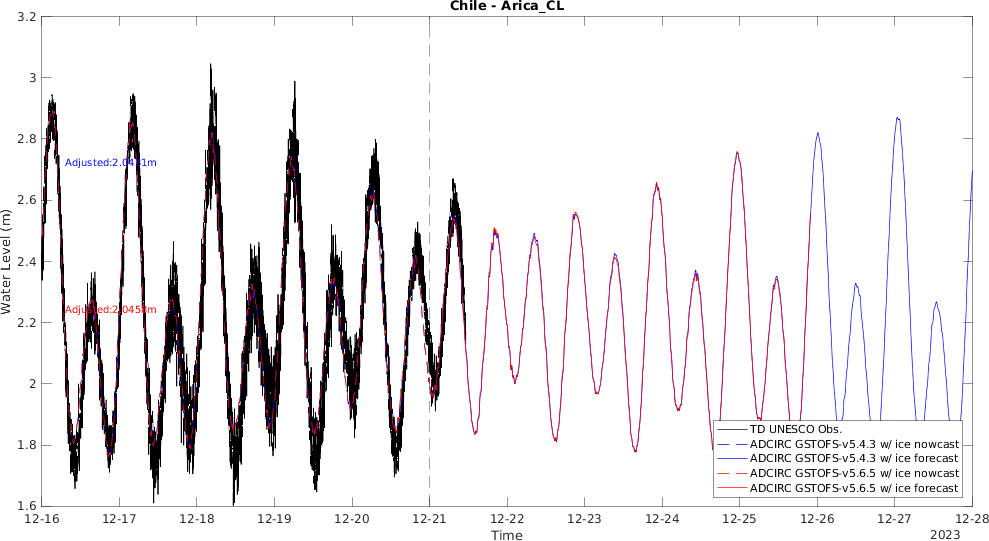 Chile - Arica_CL
Water Level (m)
3.2
3
2.8
2.6
2.4
2.2
2
1.8
1.6
Adjusted:
Adjusted:
TD UNESCO Obs.
ADCIRC GSTOFS-v5.4.3 w/ ice nowcast
ADCIRC GSTOFS-v5.4.3 w/ ice forecast
ADCIRC GSTOFS-v5.6.5 w/ ice nowcast
ADCIRC GSTOFS-v5.6.5 w/ ice forecast
12-16 12-17 12-18 12-19 12-20 12-21 12-22 12-23 12-24 12-25 12-26 12-27 12-28
Time
2023